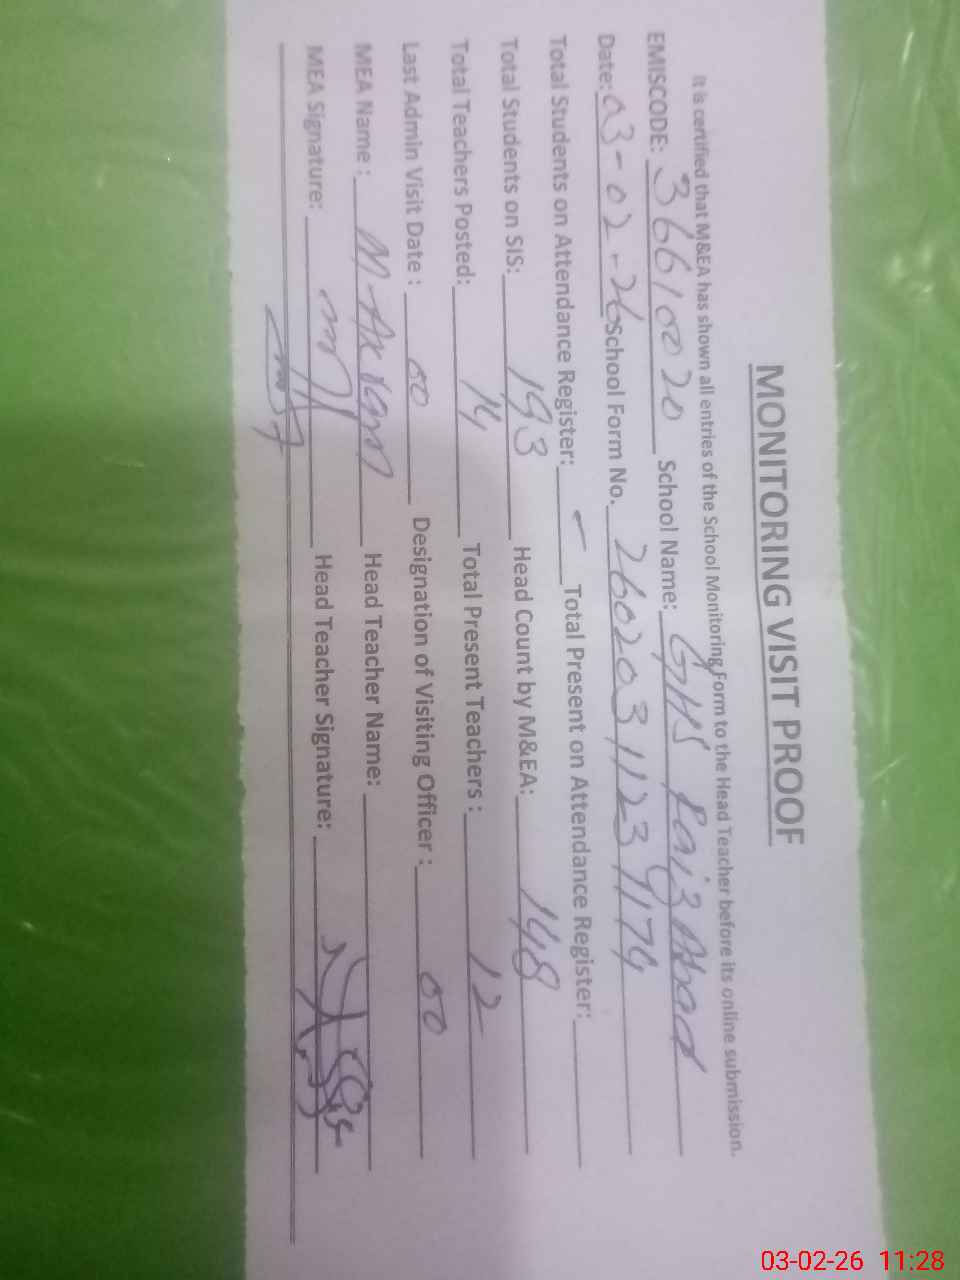 MONITORING VISIT PROOF
It is certified that M&EA has shown all entries of the School Monitoring Form to the Head Teacher before its online submission.
EMISCODE: 36610020 School Name: GHS Faiz Abad
Date: 03-02-26 School Form No. 26020311239174
Total Students on Attendance Register: - Total Present on Attendance Register:
Total Students on SIS: 193 Head Count by M&EA: 148
Total Teachers Posted: 14 Total Present Teachers : 12
Last Admin Visit Date : 00 Designation of Visiting Officer : 00
MEA Name : M Akram Head Teacher Name:
MEA Signature: Head Teacher Signature:
03-02-26 11:28